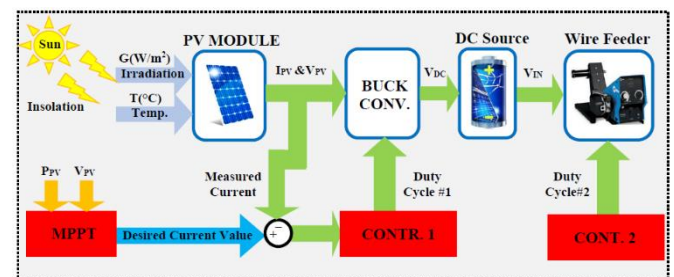 Sun
Insolation
G(W/m²)
Irradiation
T(°C)
Temp.
PV MODULE
IPV &VPV
BUCK
CONV.
VDC
DC Source
VIN
Wire Feeder
PPV VPV
MPPT
Desired Current Value
Measured
Current
+ −
CONTR. 1
Duty
Cycle #1
CONT. 2
Duty
Cycle#2